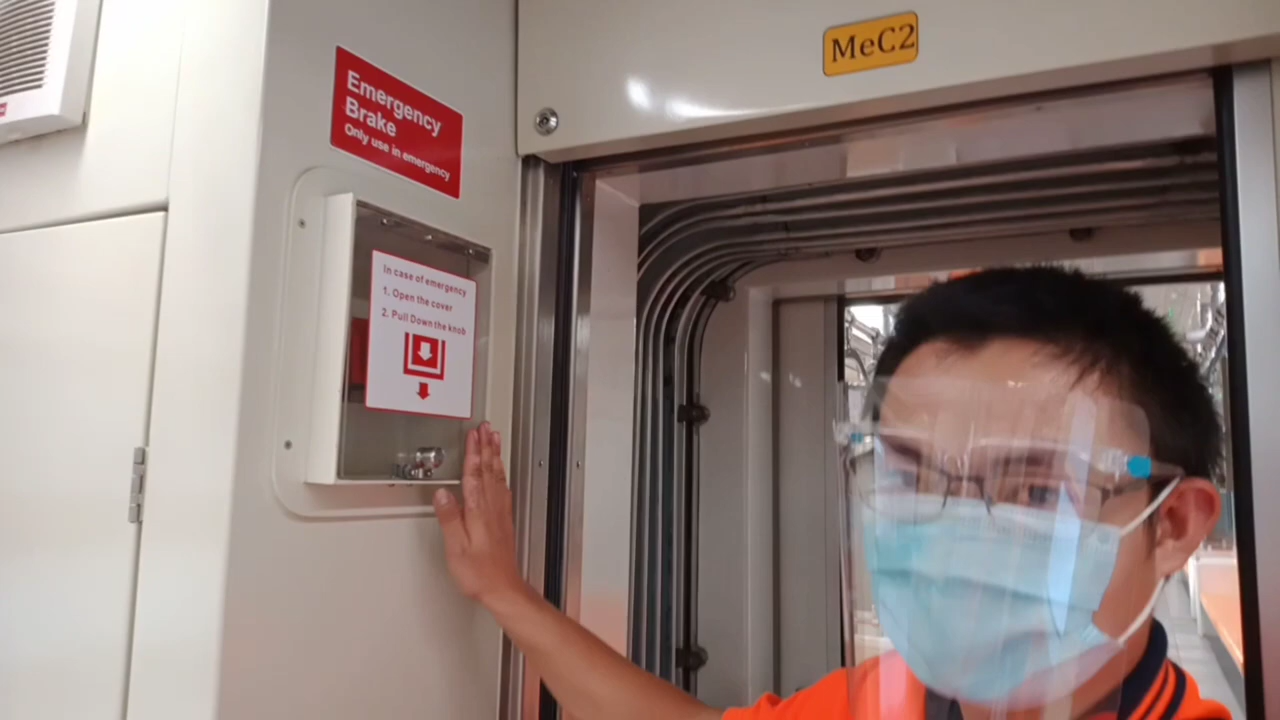 Emergency
Brake
Only use in emergency
MeC2
In case of emergency
1. Open the cover
2. Pull Down the knob